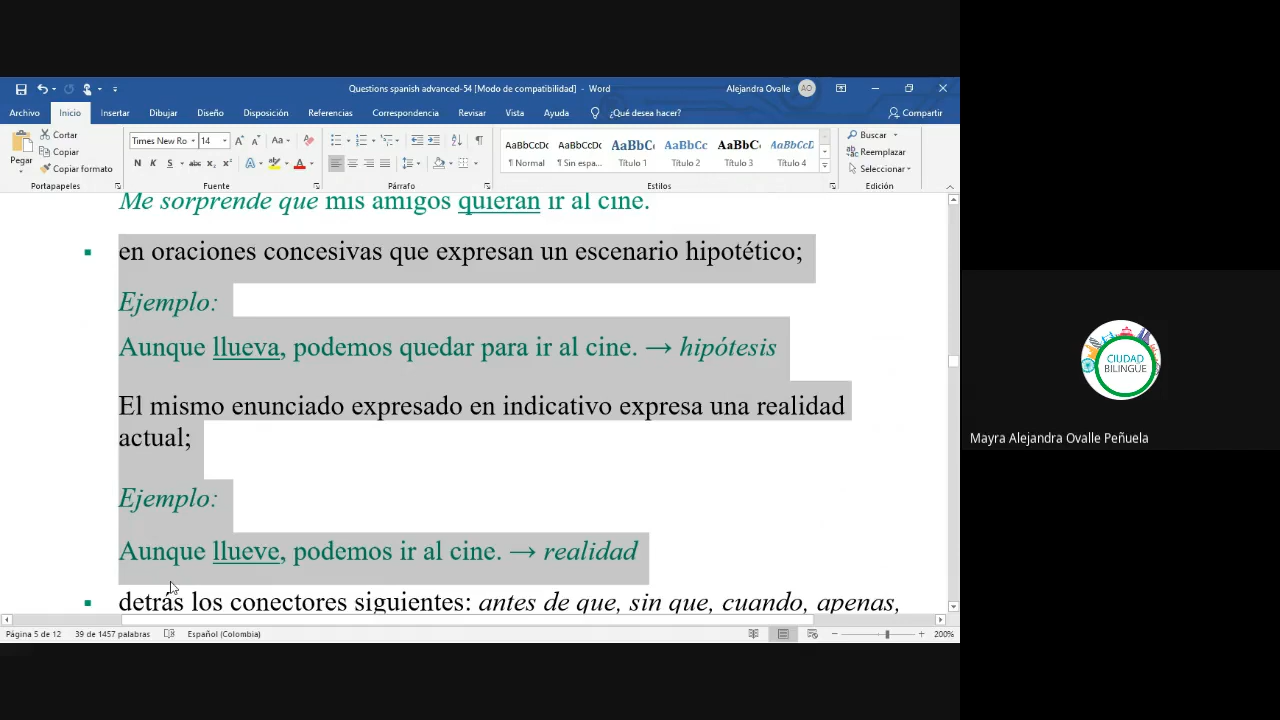 Questions spanish advanced-54 [Modo de compatibilidad] - Word
Alejandra Ovalle
AO
Archivo Inicio Insertar Dibujar Diseño Disposición Referencias Correspondencia Revisar Vista Ayuda ¿Qué desea hacer? Compartir
Pegar
Cortar
Copiar
Copiar formato
Portapapeles
Times New Ro 14
Fuente
Párrafo
AaBbCcDc AaBbCcDc AaBbC AaBbCc AaBbC AaBbCcD
¶ Normal ¶ Sin espa... Título 1 Título 2 Título 3 Título 4
Estilos
Buscar
Reemplazar
Seleccionar
Edición
Me sorprende que mis amigos quieran ir al cine.
▪ en oraciones concesivas que expresan un escenario hipotético;
Ejemplo:
Aunque llueva, podemos quedar para ir al cine. → hipótesis
El mismo enunciado expresado en indicativo expresa una realidad
actual;
Ejemplo:
Aunque llueve, podemos ir al cine. → realidad
▪ detrás los conectores siguientes: antes de que, sin que, cuando, apenas,
Página 5 de 12 39 de 1457 palabras Español (Colombia) 200%
CIUDAD
BILINGÜE
Mayra Alejandra Ovalle Peñuela